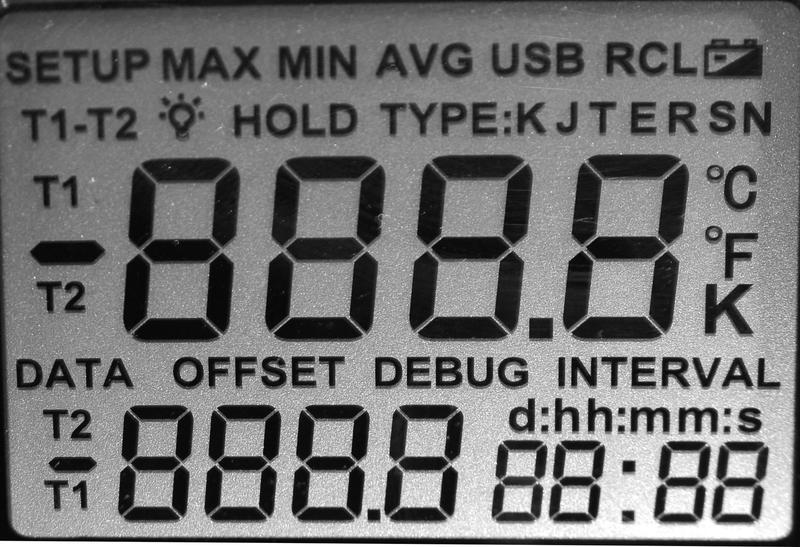 SETUP MAX MIN AVG USB RCL
T1-T2 HOLD TYPE:K J T E R S N
T1
888.8
°C
°F
T2
K
DATA OFFSET DEBUG INTERVAL
T2
d:hh:mm:s
888.8
88:88
T1